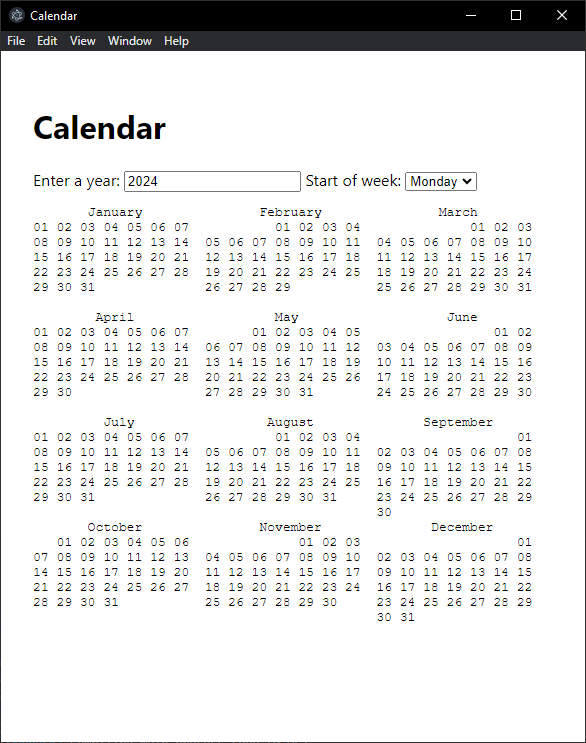 Calendar
File Edit View Window Help
Calendar
Enter a year: 2024 Start of week: Monday
January February March
01 02 03 04 05 06 07 01 02 03 04 01 02 03
08 09 10 11 12 13 14 05 06 07 08 09 10 11 04 05 06 07 08 09 10
15 16 17 18 19 20 21 12 13 14 15 16 17 18 11 12 13 14 15 16 17
22 23 24 25 26 27 28 19 20 21 22 23 24 25 18 19 20 21 22 23 24
29 30 31 26 27 28 29 25 26 27 28 29 30 31
April May June
01 02 03 04 05 06 07 01 02 03 04 05 01 02
08 09 10 11 12 13 14 06 07 08 09 10 11 12 03 04 05 06 07 08 09
15 16 17 18 19 20 21 13 14 15 16 17 18 19 10 11 12 13 14 15 16
22 23 24 25 26 27 28 20 21 22 23 24 25 26 17 18 19 20 21 22 23
29 30 27 28 29 30 31 24 25 26 27 28 29 30
July August September
01 02 03 04 05 06 07 01 02 03 04 01
08 09 10 11 12 13 14 05 06 07 08 09 10 11 02 03 04 05 06 07 08
15 16 17 18 19 20 21 12 13 14 15 16 17 18 09 10 11 12 13 14 15
22 23 24 25 26 27 28 19 20 21 22 23 24 25 16 17 18 19 20 21 22
29 30 31 26 27 28 29 30 31 23 24 25 26 27 28 29
30
October November December
01 02 03 04 05 06 01 02 03 01
07 08 09 10 11 12 13 04 05 06 07 08 09 10 02 03 04 05 06 07 08
14 15 16 17 18 19 20 11 12 13 14 15 16 17 09 10 11 12 13 14 15
21 22 23 24 25 26 27 18 19 20 21 22 23 24 16 17 18 19 20 21 22
28 29 30 31 25 26 27 28 29 30 23 24 25 26 27 28 29
30 31